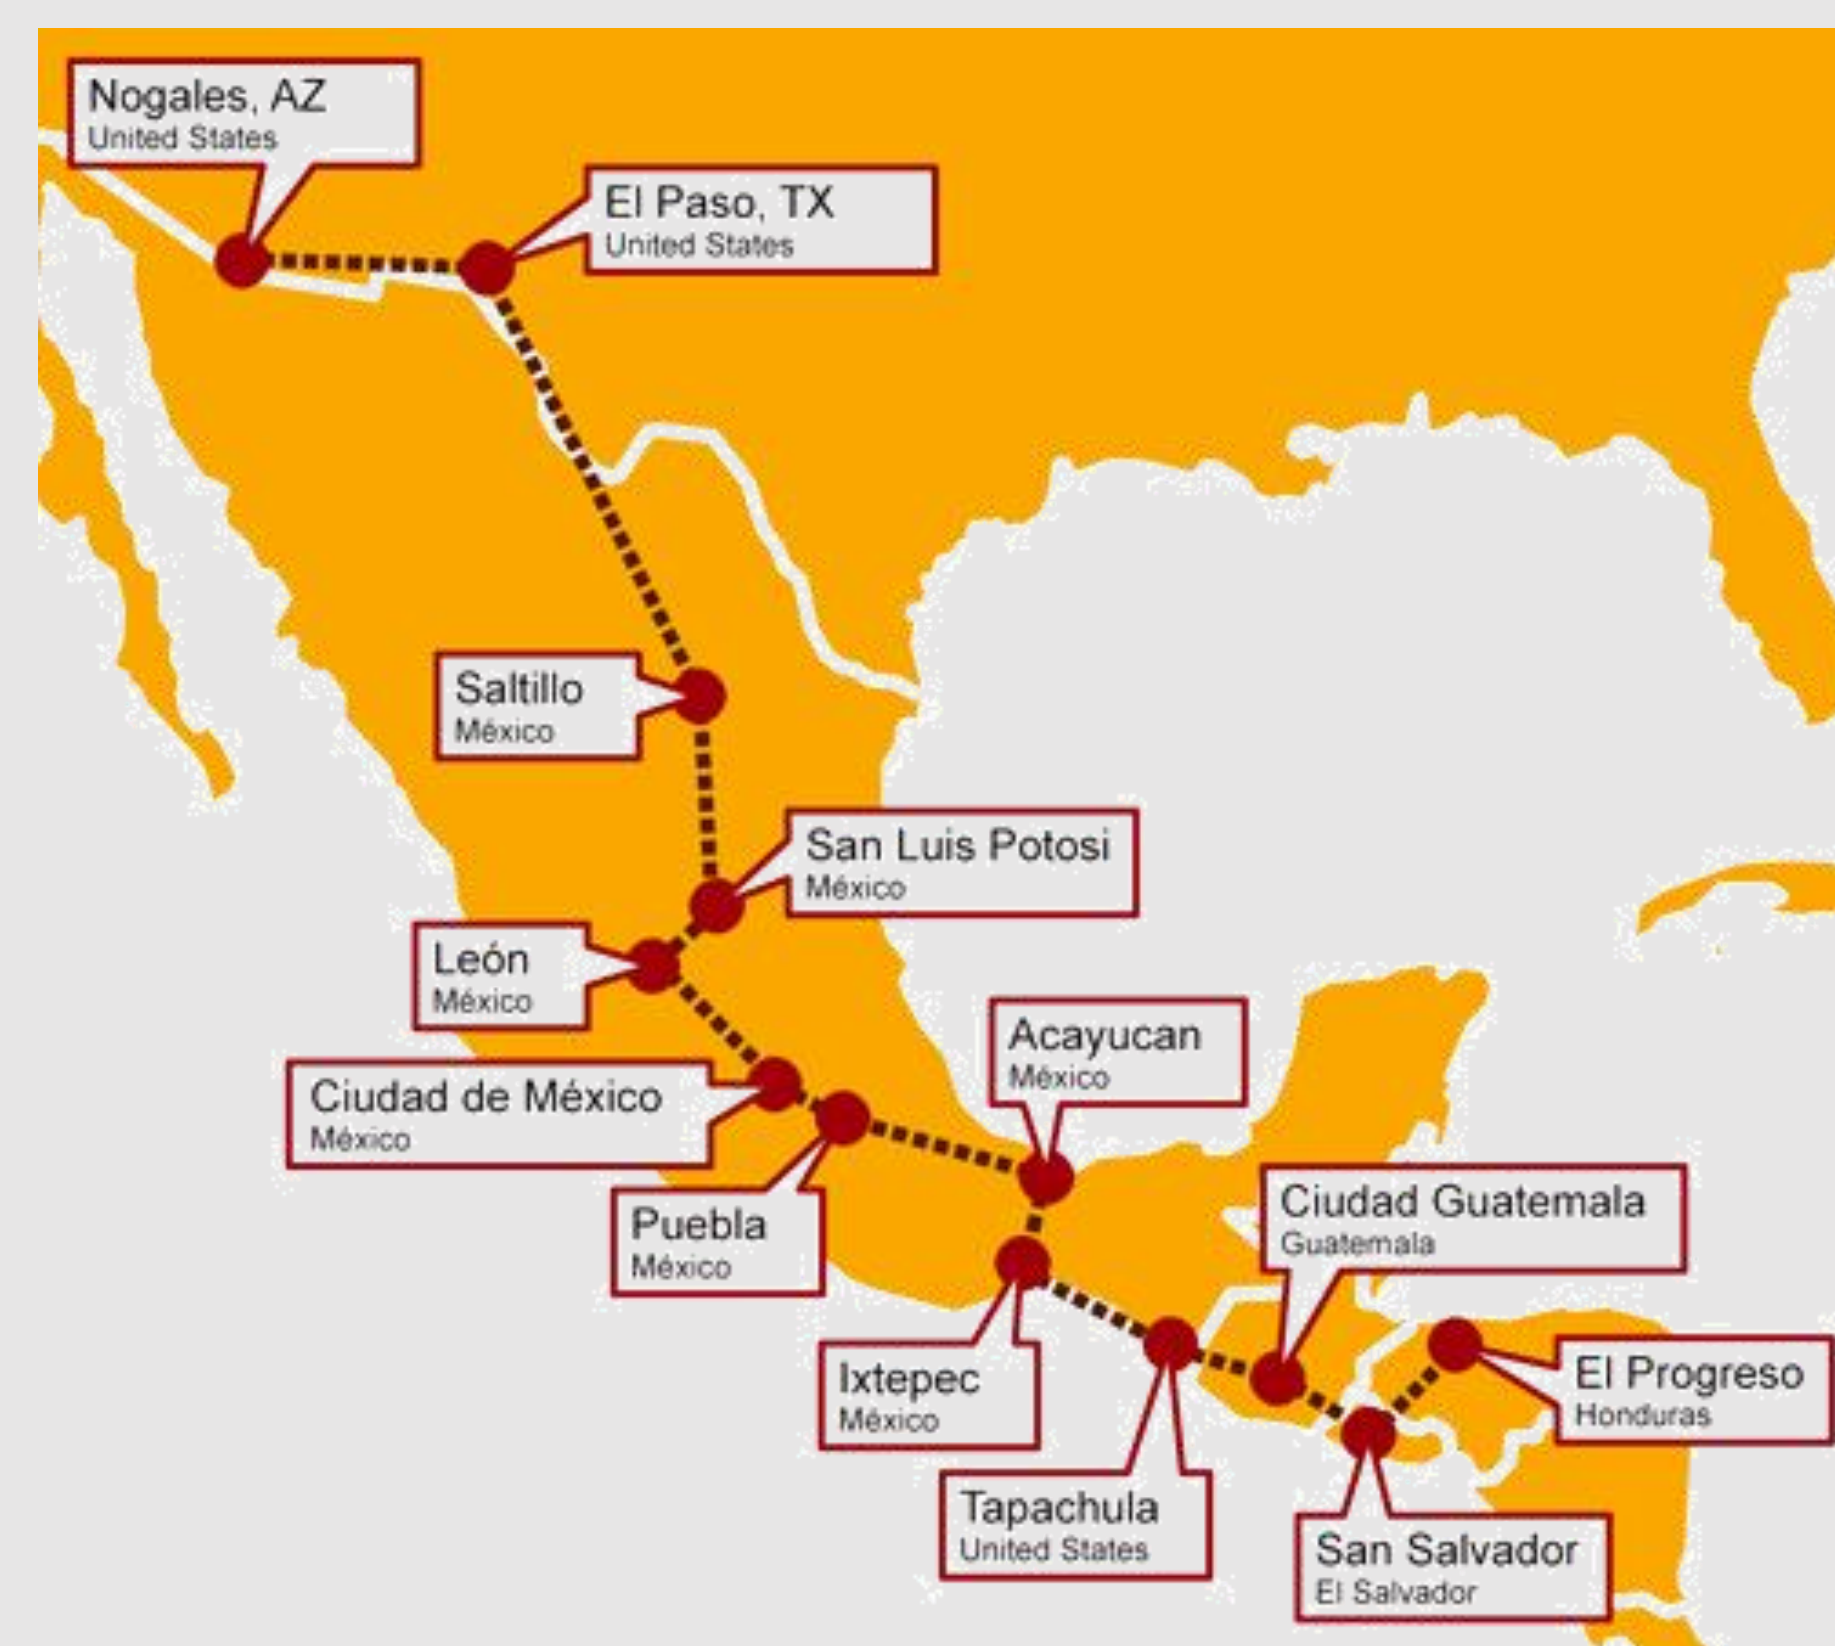 Nogales, AZ
United States
El Paso, TX
United States
Saltillo
México
San Luis Potosi
México
León
México
Acayucan
México
Ciudad de México
México
Puebla
México
Ciudad Guatemala
Guatemala
Ixtepec
México
El Progreso
Honduras
Tapachula
United States
San Salvador
El Salvador